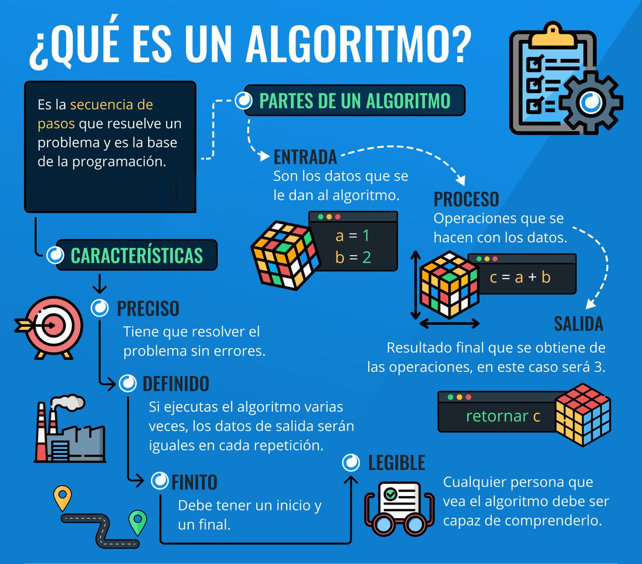 ¿QUÉ ES UN ALGORITMO?
Es la secuencia de
pasos que resuelve un
problema y es la base
de la programación.
PARTES DE UN ALGORITMO
ENTRADA
Son los datos que se
le dan al algoritmo.
a = 1
b = 2
PROCESO
Operaciones que se
hacen con los datos.
c = a + b
SALIDA
Resultado final que se obtiene de
las operaciones, en este caso será 3.
retornar c
CARACTERÍSTICAS
PRECISO
Tiene que resolver el
problema sin errores.
DEFINIDO
Si ejecutas el algoritmo varias
veces, los datos de salida serán
iguales en cada repetición.
FINITO
Debe tener un inicio y
un final.
LEGIBLE
Cualquier persona que
vea el algoritmo debe ser
capaz de comprenderlo.